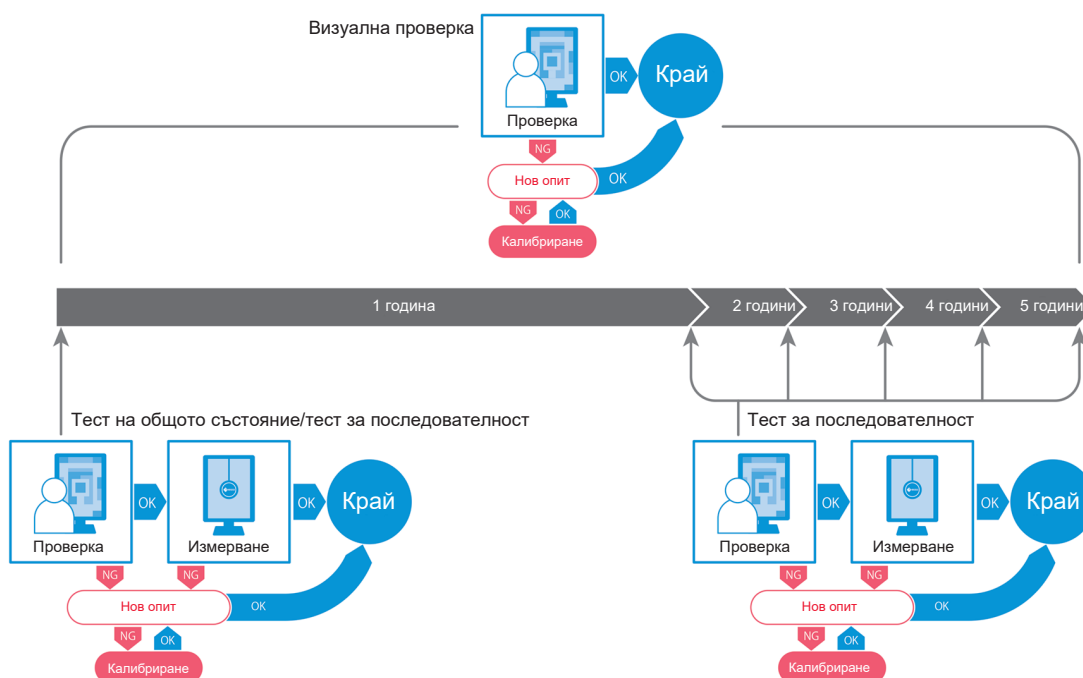 Визуална проверка
Проверка
OK
Край
NG
Нов опит
OK
NG
OK
Калибриране
1 година
2 години
3 години
4 години
5 години
Тест на общото състояние/тест за последователност
Проверка
OK
Измерване
OK
Край
NG
NG
Нов опит
OK
NG
OK
Калибриране
Тест за последователност
Проверка
OK
Измерване
OK
Край
NG
NG
Нов опит
OK
NG
OK
Калибриране